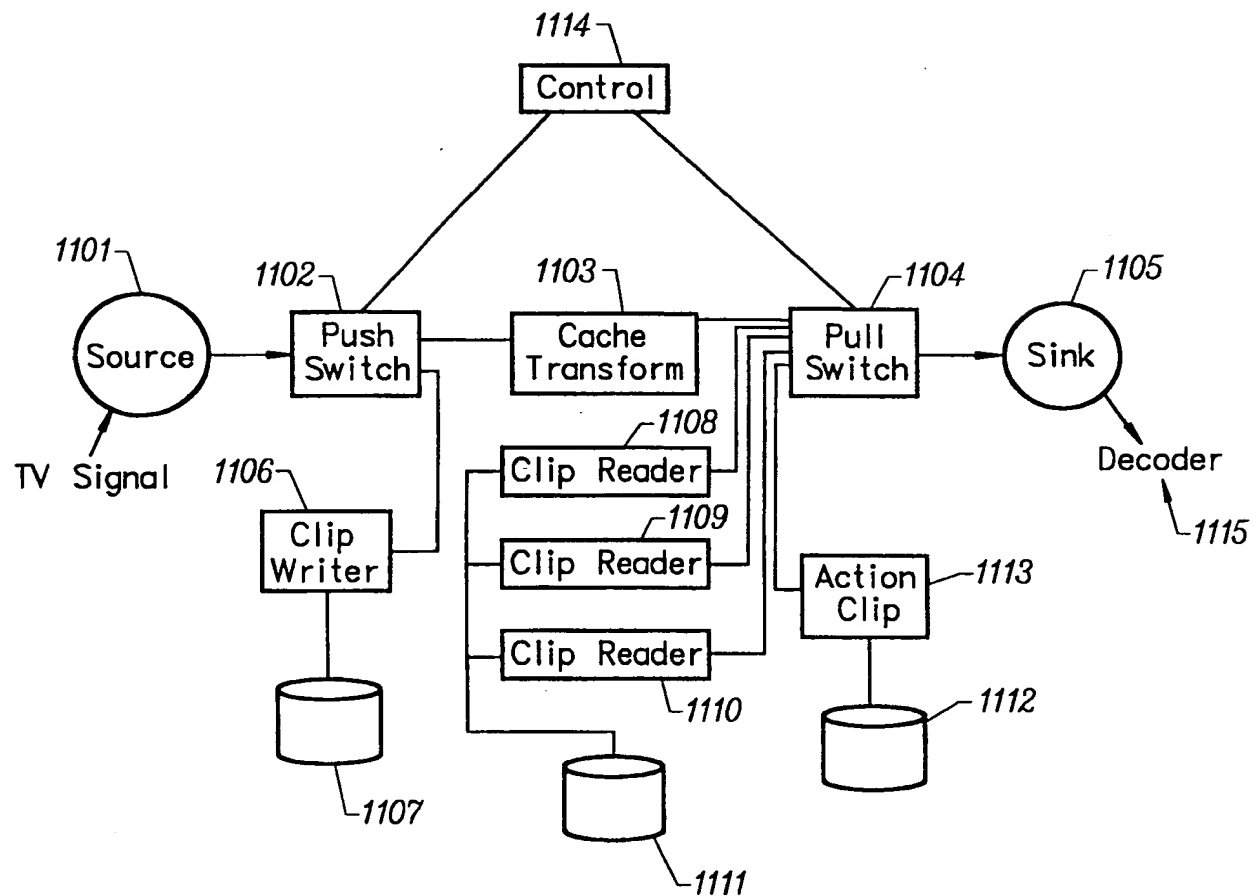 1114
Control
1101
1102
1103
1104
1105
Source
Push
Switch
Cache
Transform
Pull
Switch
Sink
TV Signal
Decoder
1115
1106
Clip
Writer
1108
Clip Reader
1109
Clip Reader
Clip Reader
1110
Action
Clip
1113
1107
1111
1112